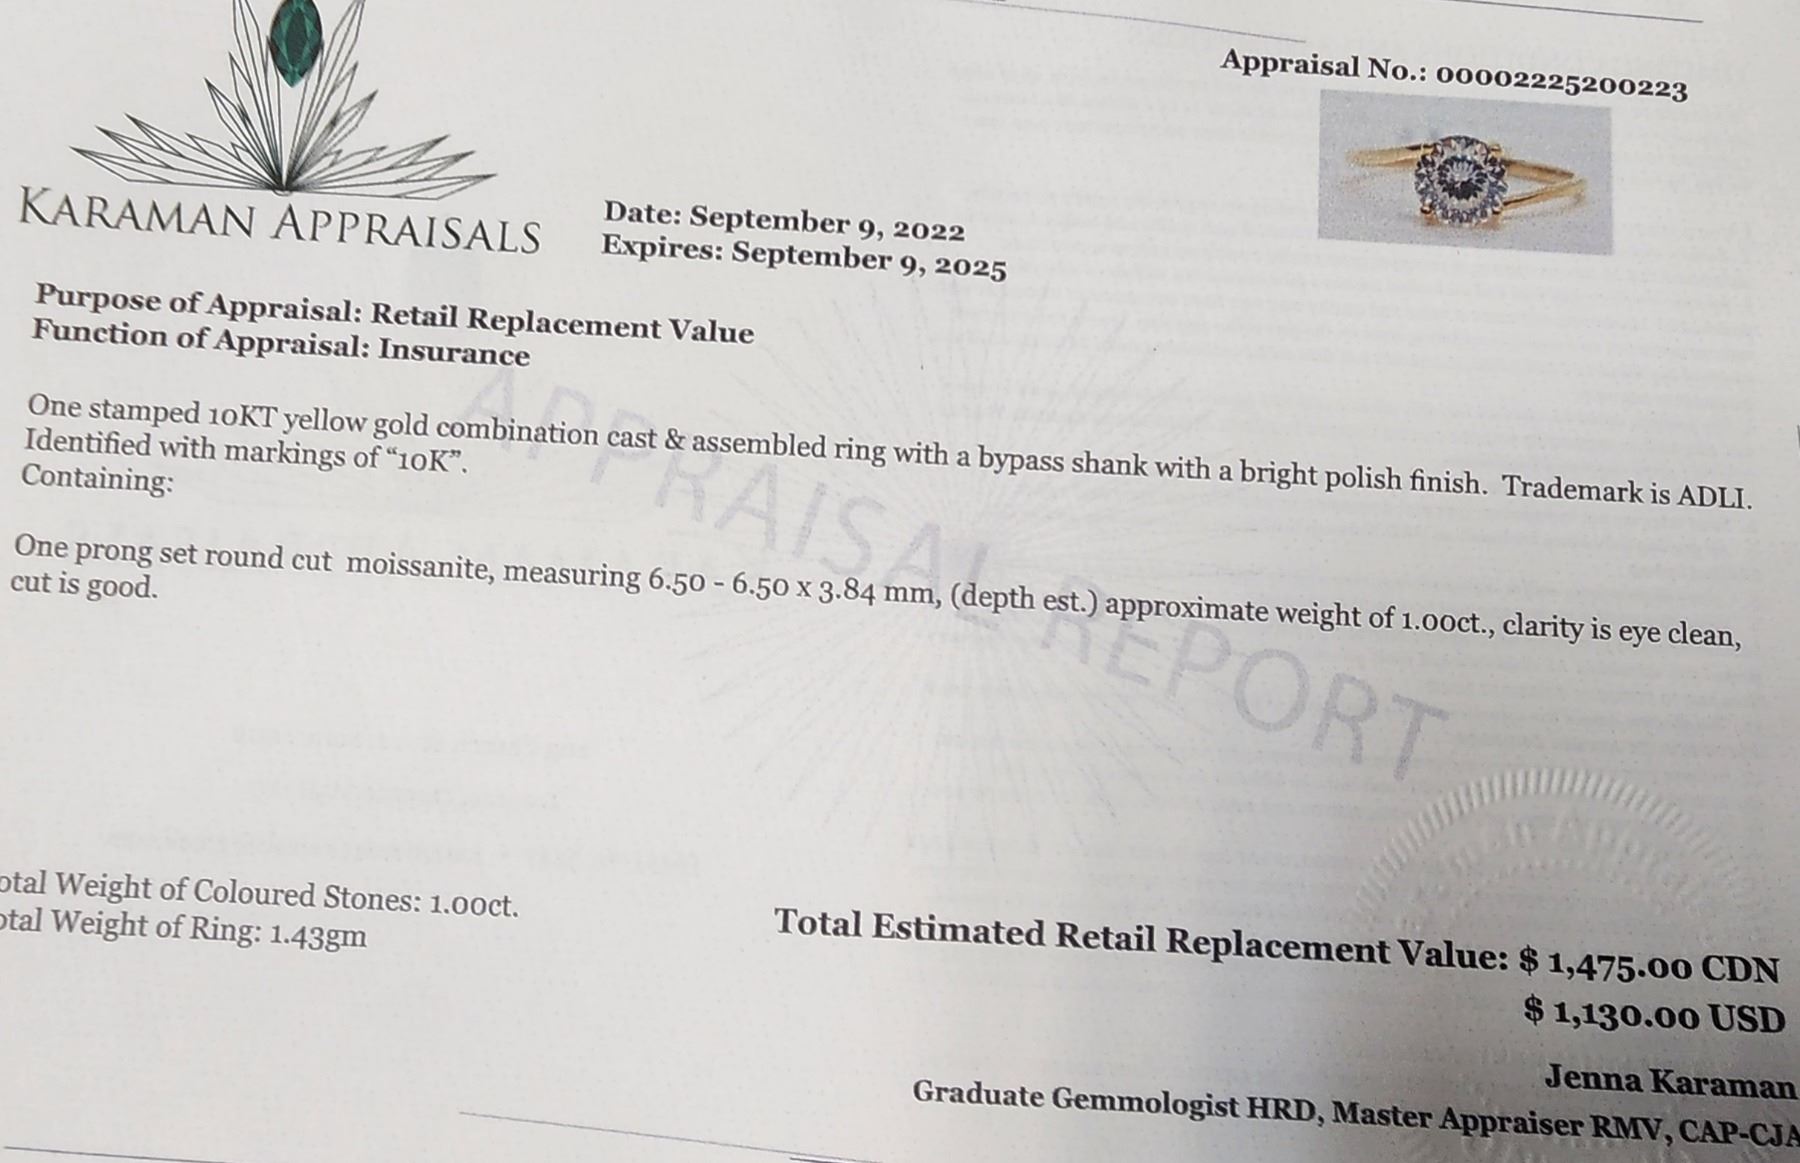 Appraisal No.: 00002225200223
KARAMAN APPRAISALS
Date: September 9, 2022
Expires: September 9, 2025
Purpose of Appraisal: Retail Replacement Value
Function of Appraisal: Insurance
One stamped 10KT yellow gold combination cast & assembled ring with a bypass shank with a bright polish finish. Trademark is ADLI.
Identified with markings of “10K”.
Containing:
One prong set round cut moissanite, measuring 6.50 - 6.50 x 3.84 mm, (depth est.) approximate weight of 1.00ct., clarity is eye clean,
cut is good.
APPRAISAL REPORT
otal Weight of Coloured Stones: 1.00ct.
otal Weight of Ring: 1.43gm
Total Estimated Retail Replacement Value: $ 1,475.00 CDN
$ 1,130.00 USD
Jenna Karaman
Graduate Gemmologist HRD, Master Appraiser RMV, CAP-CJA